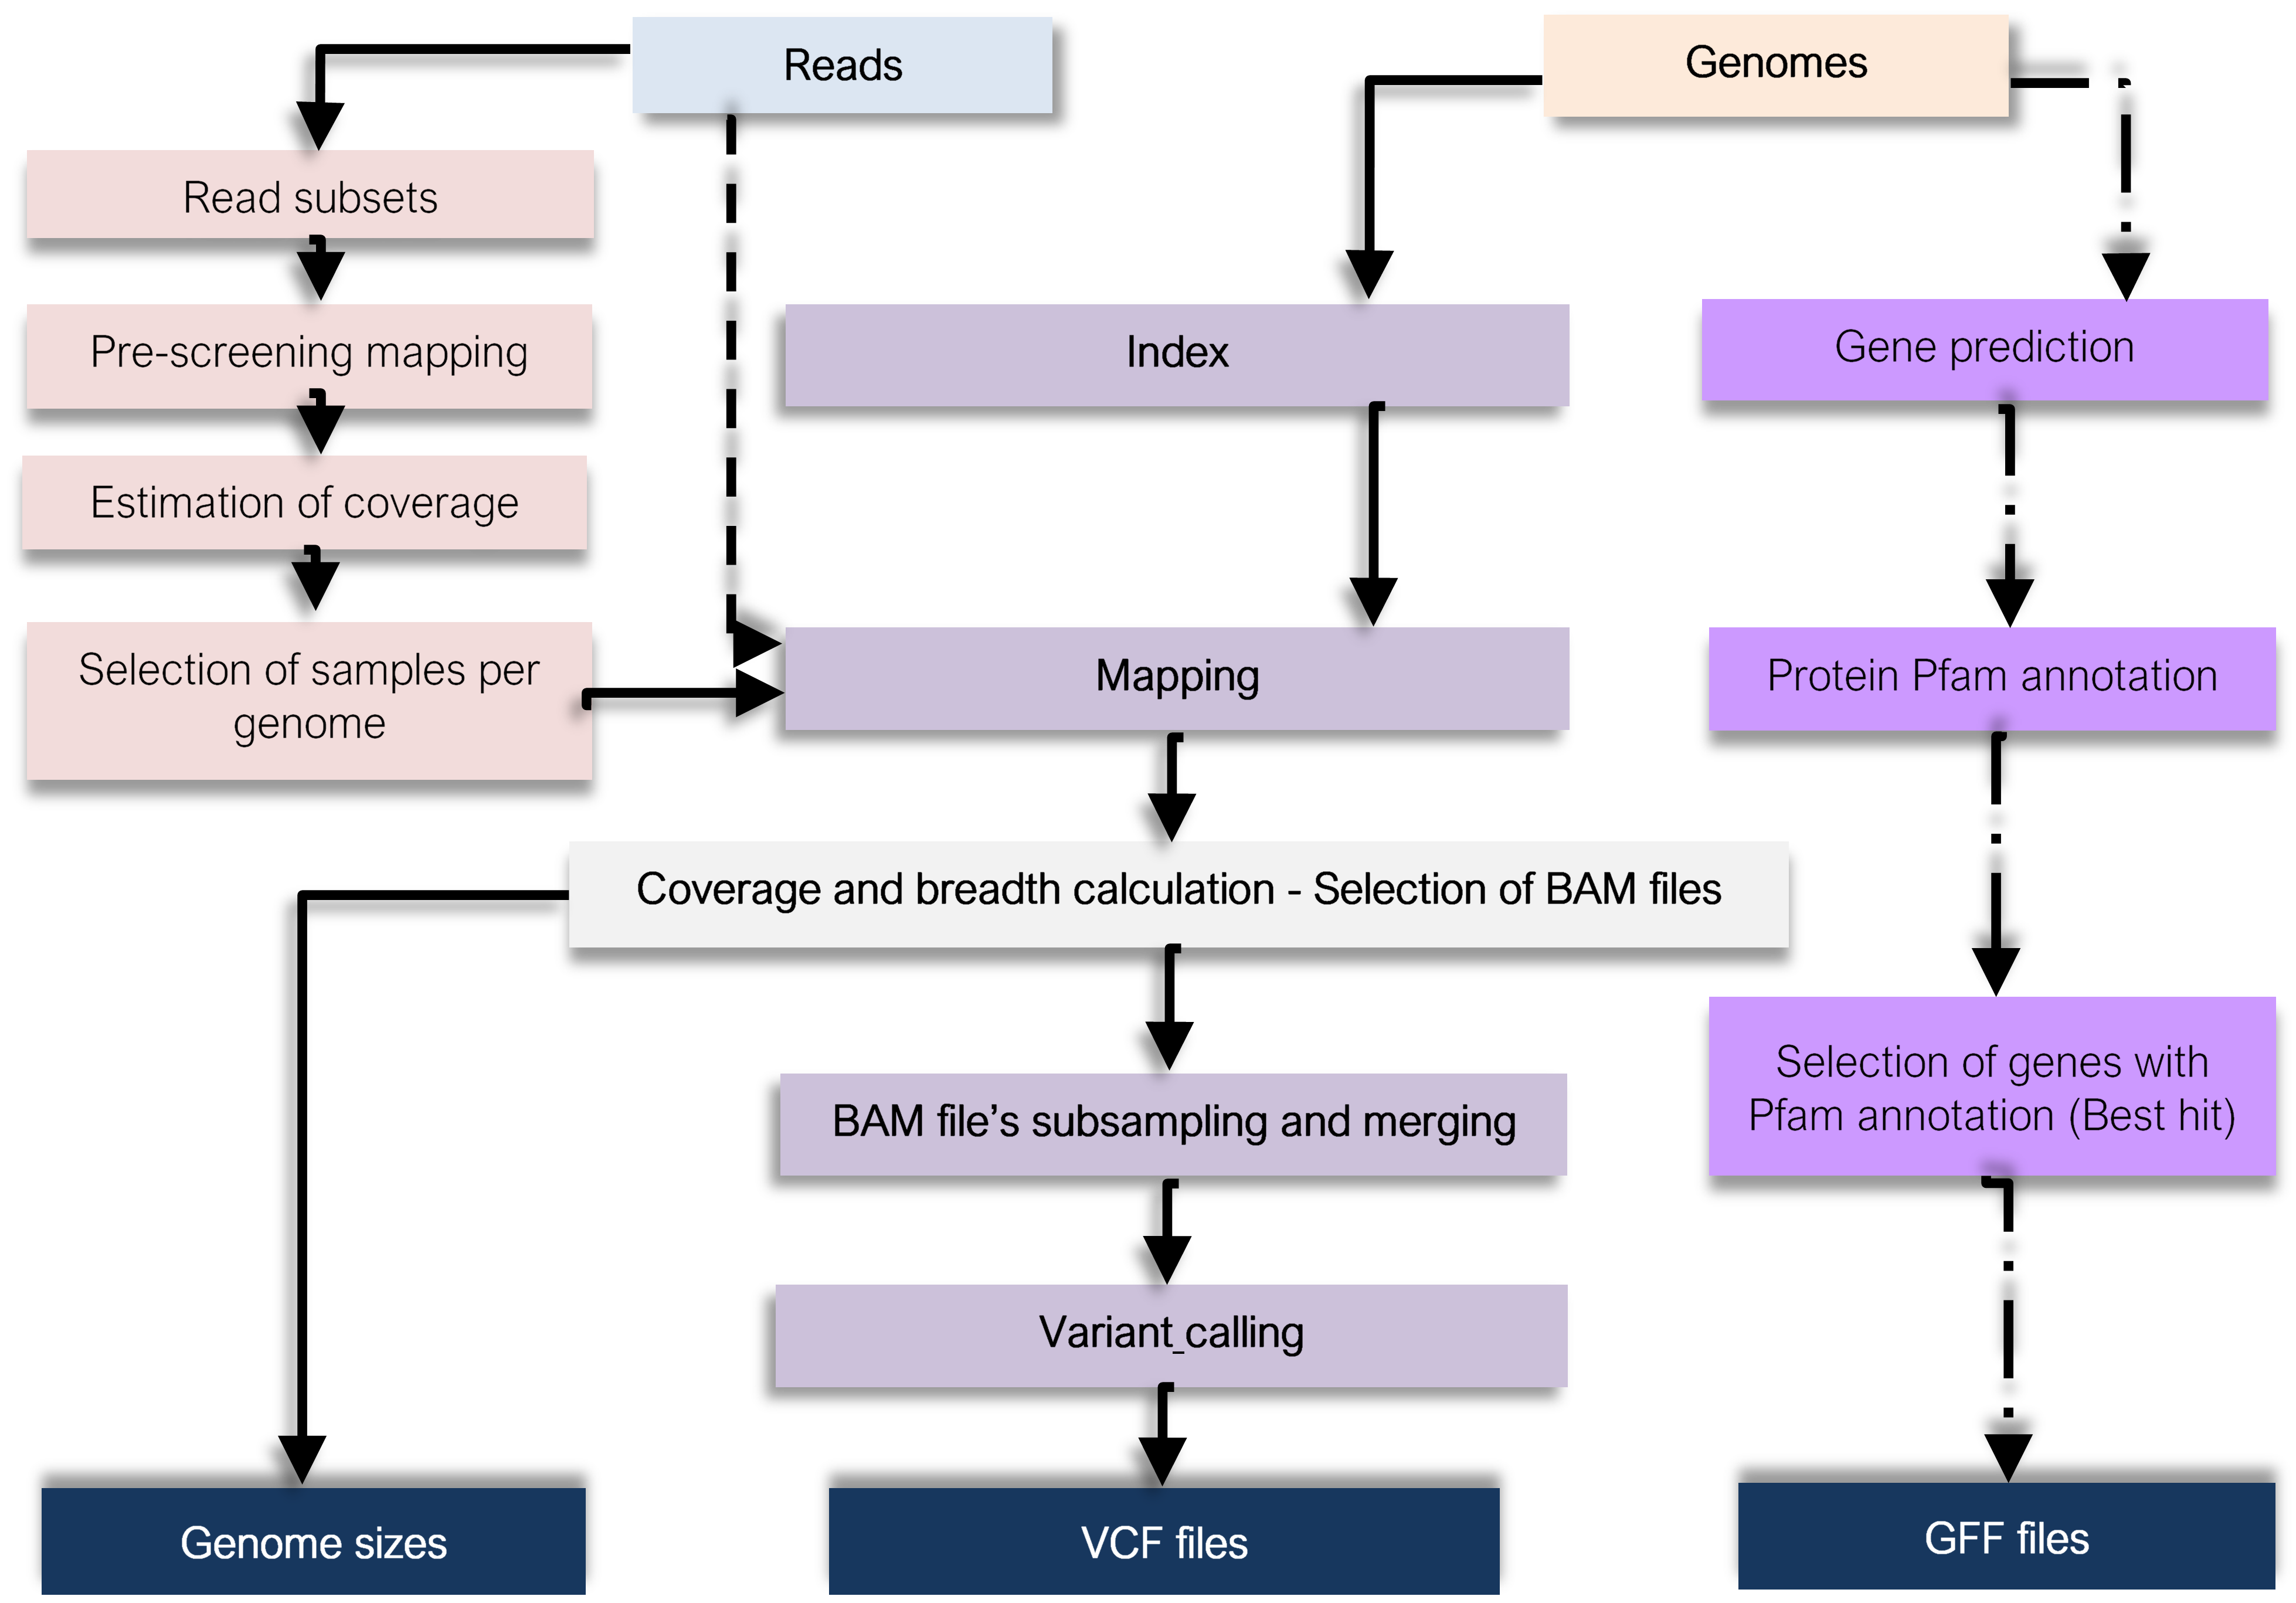 Reads
Genomes
Read subsets
Pre-screening mapping
Index
Gene prediction
Estimation of coverage
Selection of samples per
genome
Mapping
Protein Pfam annotation
Coverage and breadth calculation - Selection of BAM files
Selection of genes with
Pfam annotation (Best hit)
BAM file’s subsampling and merging
Variant_calling
Genome sizes
VCF files
GFF files